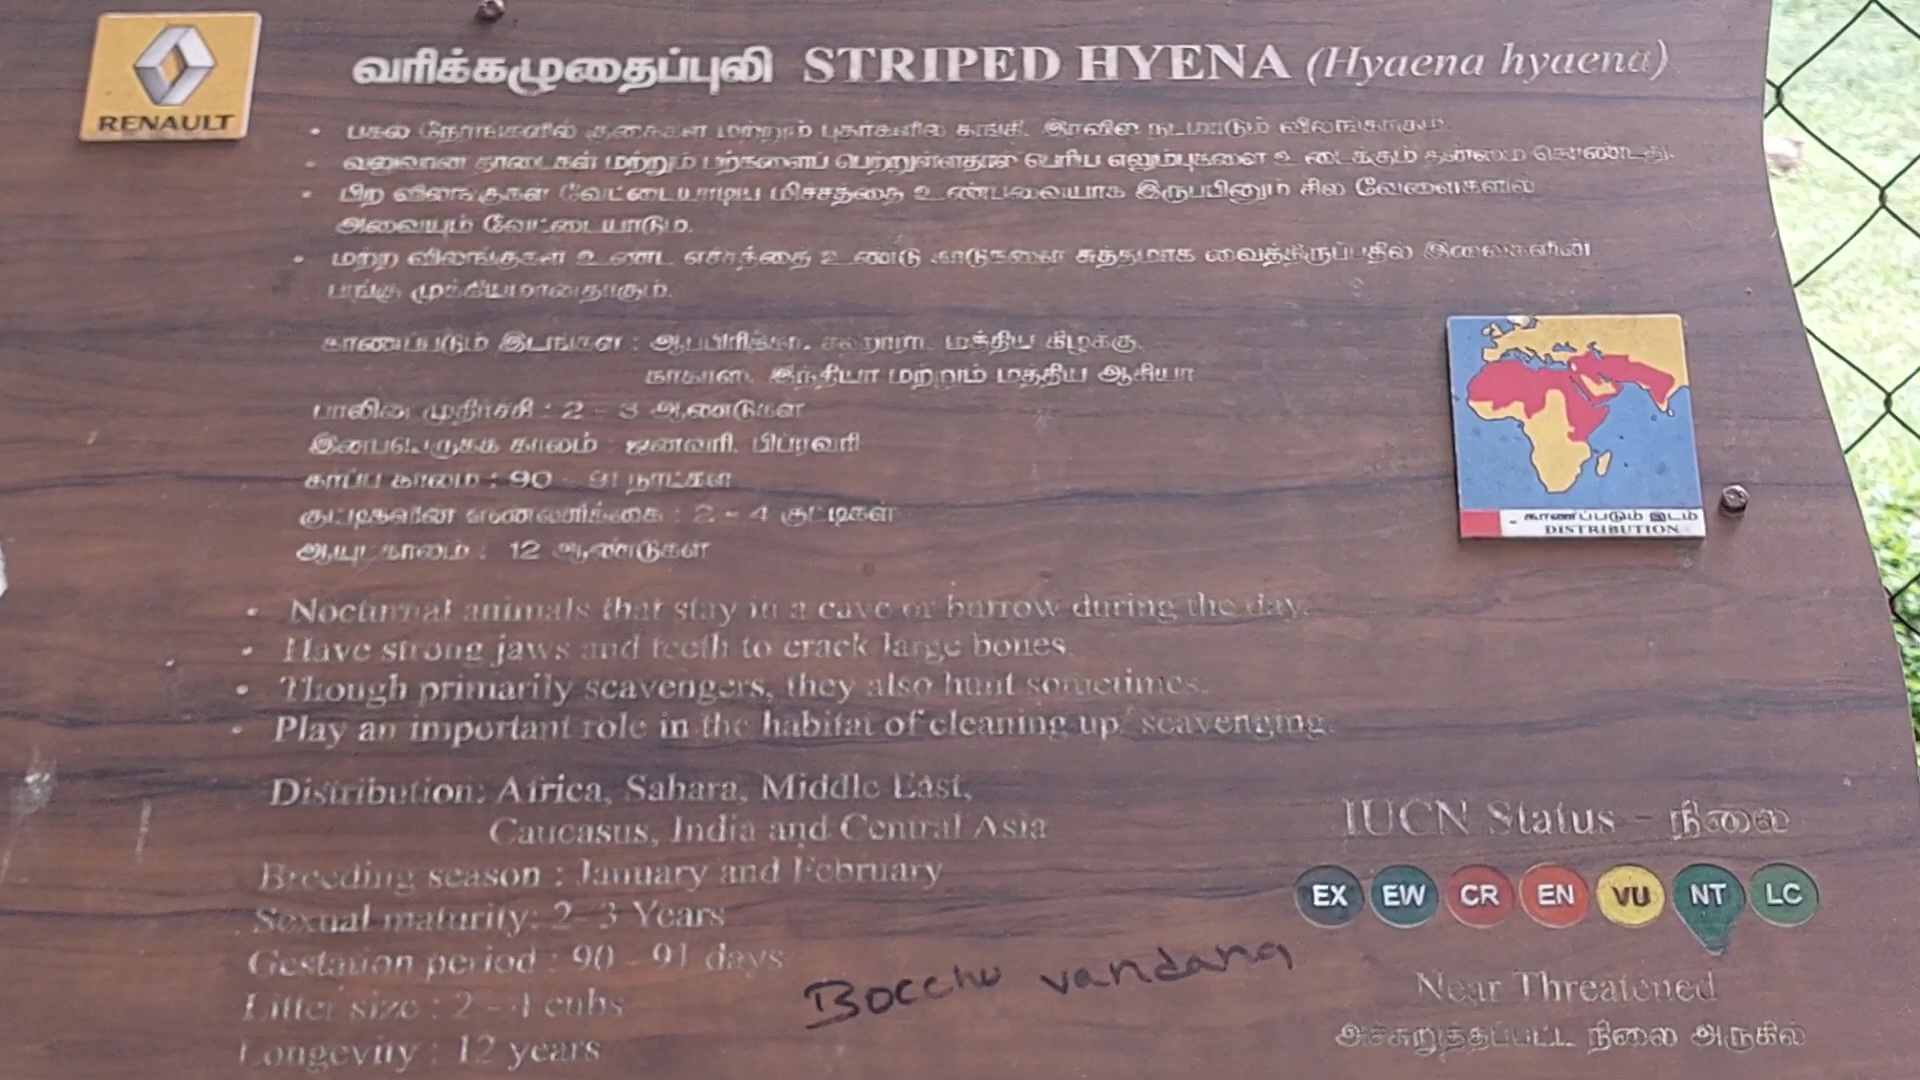 RENAULT
வரிக்கழுதைப்புலி STRIPED HYENA (Hyaena hyaena)
பகல் நேரங்களில் குகைகள் மற்றும் புதர்களில் தங்கி, இரவில் நடமாடும் விலங்காகும்.
வலுவான தாடைகள் மற்றும் பற்களைப் பெற்றுள்ளதால் பெரிய எலும்புகளை உடைக்கும் தன்மை கொண்டது.
பிற விலங்குகள் வேட்டையாடிய மிச்சத்தை உண்பவையாக இருப்பினும் சில வேளைகளில்
அவையும் வேட்டையாடும்.
மற்ற விலங்குகள் உண்ட எச்சத்தை உண்டு காடுகளை சுத்தமாக வைத்திருப்பதில் இவைகளின்
பங்கு முக்கியமானதாகும்.
காணப்படும் இடங்கள் : ஆப்பிரிக்கா, சஹாரா, மத்திய கிழக்கு,
காகஸ், இந்தியா மற்றும் மத்திய ஆசியா
பாலின முதிர்ச்சி : 2 - 3 ஆண்டுகள்
இனப்பெருக்க காலம் : ஜனவரி, பிப்ரவரி
கர்ப்ப காலம் : 90 - 91 நாட்கள்
குட்டிகளின் எண்ணிக்கை : 2 - 4 குட்டிகள்
ஆயுட்காலம் : 12 ஆண்டுகள்
- காணப்படும் இடம்
DISTRIBUTION
• Nocturnal animals that stay in a cave or burrow during the day.
• Have strong jaws and teeth to crack large bones.
• Though primarily scavengers, they also hunt sometimes.
• Play an important role in the habitat of cleaning up/ scavenging.
Distribution: Africa, Sahara, Middle East,
Caucasus, India and Central Asia
Breeding season : January and February
Sexual maturity: 2- 3 Years
Gestation period : 90 - 91 days
Litter size : 2 - 4 cubs
Longevity : 12 years
vandana
IUCN Status - நிலை
EX EW CR EN VU NT LC
Near Threatened
அச்சுறுத்தப்பட்ட நிலை அருகில்